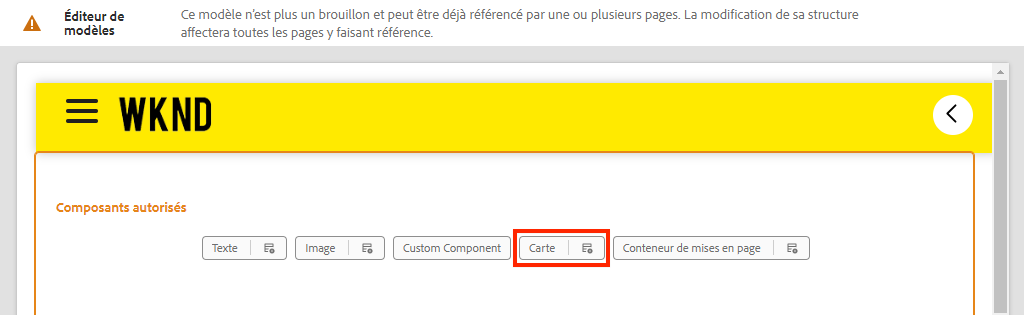 Éditeur de
modèles
Ce modèle n’est plus un brouillon et peut être déjà référencé par une ou plusieurs pages. La modification de sa structure
affectera toutes les pages y faisant référence.
WKND
Composants autorisés
Texte Image Custom Component Carte Conteneur de mises en page